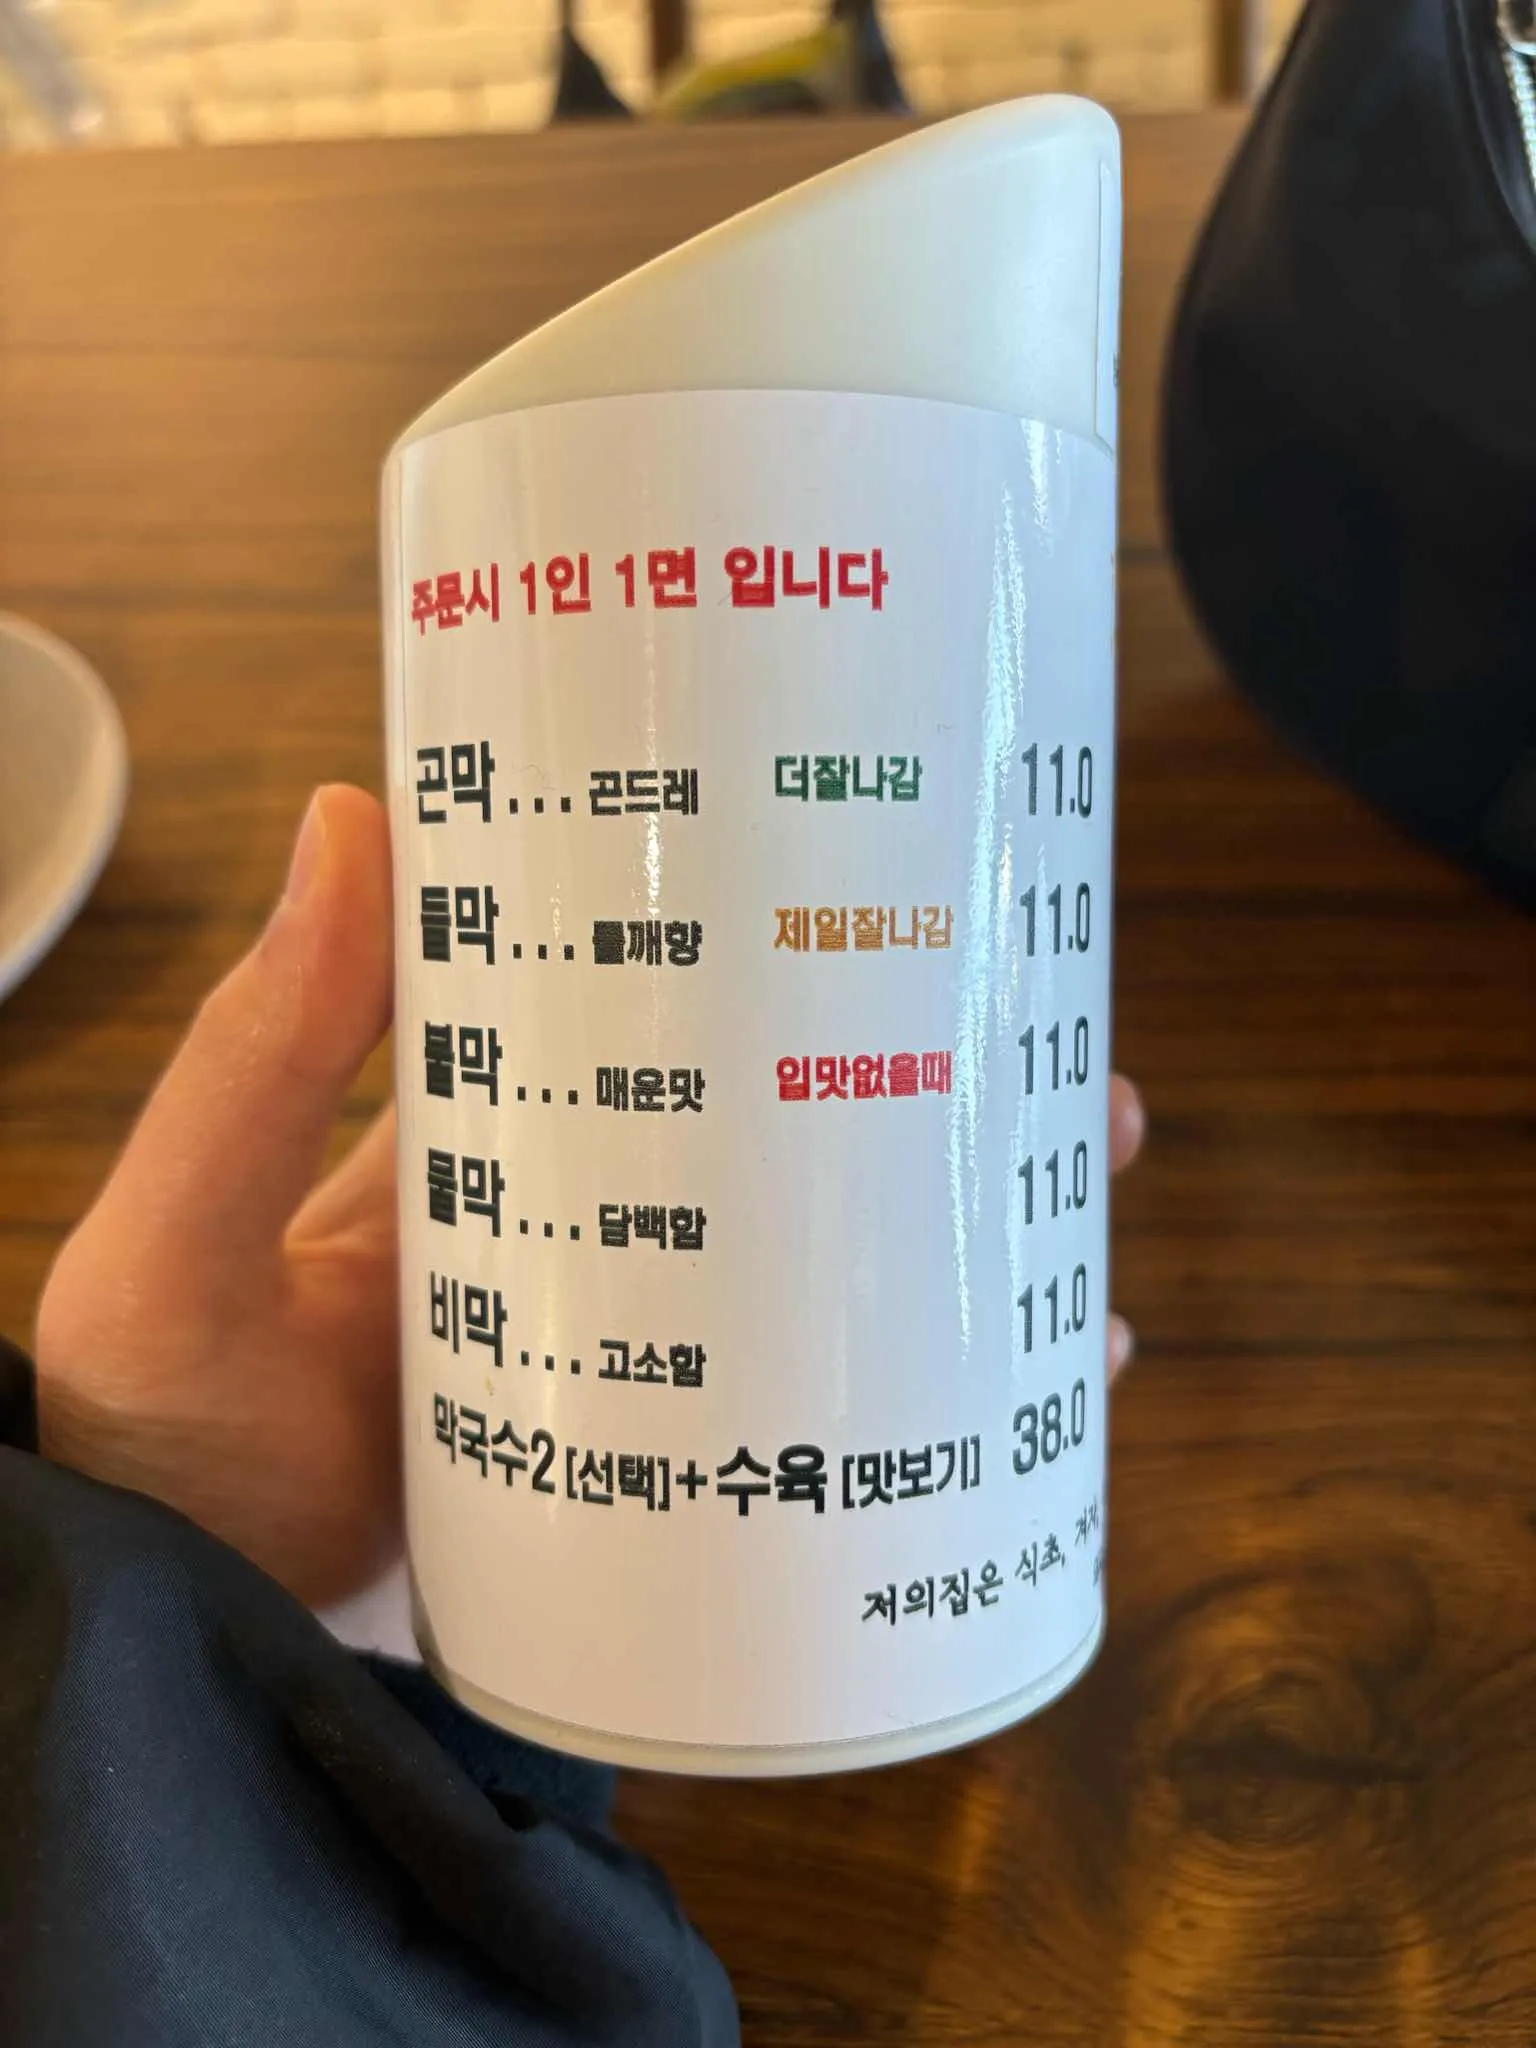 주문시 1인 1면 입니다
곤막... 곤드레 더잘나감 11.0
들막... 들깨향 제일잘나감 11.0
불막... 매운맛 입맛없을때 11.0
물막... 담백함 11.0
비막... 고소함 11.0
막국수2 [선택]+수육 [맛보기] 38.0
저의집은 식초, 겨자,